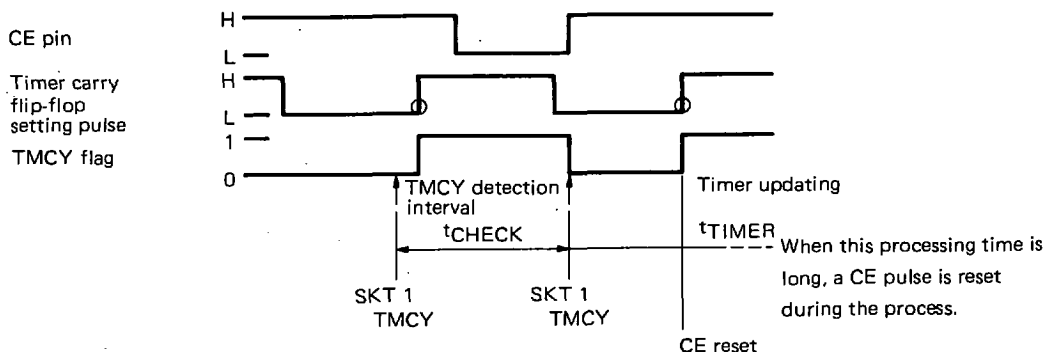 H
CE pin
L
H
Timer carry
flip-flop
setting pulse
L
1
TMCY flag
0
TMCY detection
interval
tCHECK
Timer updating
tTIMER
When this processing time is
long, a CE pulse is reset
during the process.
SKT 1
TMCY
SKT 1
TMCY
CE reset